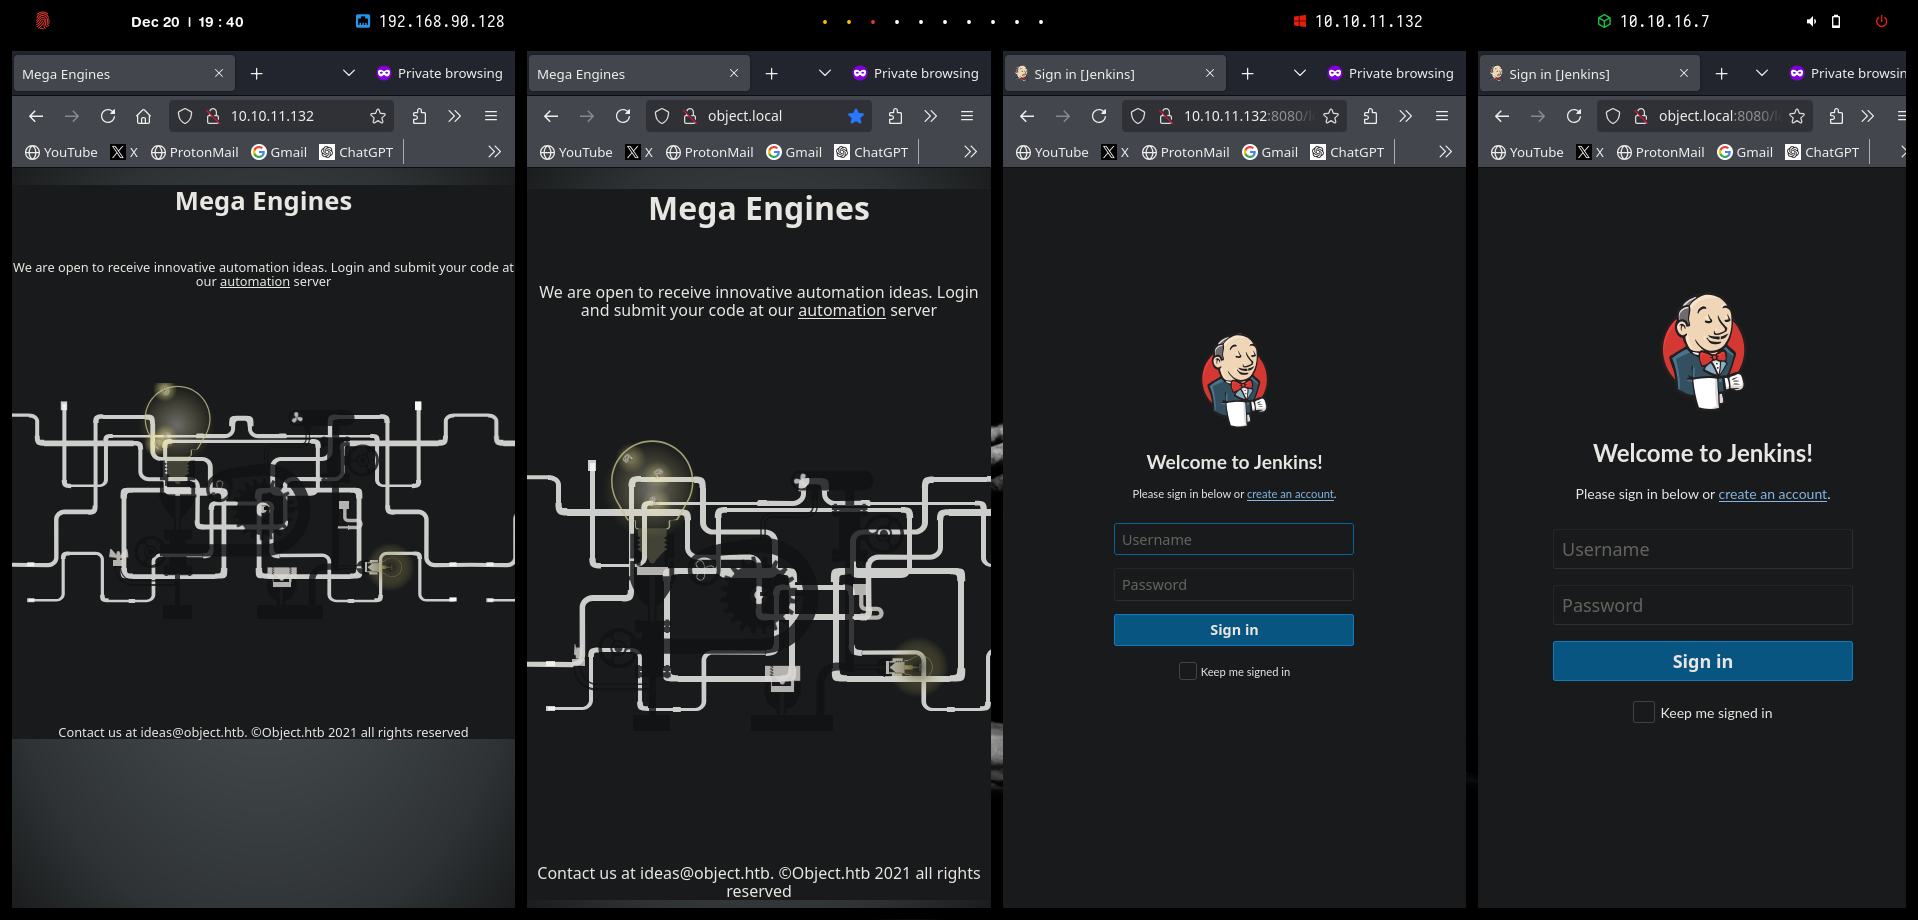 Dec 20 | 19 : 40
192.168.90.128
10.10.11.132
10.10.16.7
Mega Engines
Private browsing
10.10.11.132
YouTube
X
ProtonMail
Gmail
ChatGPT
Mega Engines
We are open to receive innovative automation ideas. Login and submit your code at
our automation server
Contact us at ideas@object.htb. ©Object.htb 2021 all rights reserved
Mega Engines
Private browsing
object.local
YouTube
X
ProtonMail
Gmail
ChatGPT
Mega Engines
We are open to receive innovative automation ideas. Login
and submit your code at our automation server
Contact us at ideas@object.htb. ©Object.htb 2021 all rights
reserved
Sign in [Jenkins]
Private browsing
10.10.11.132:8080/l
YouTube
X
ProtonMail
Gmail
ChatGPT
Welcome to Jenkins!
Please sign in below or create an account.
Username
Password
Sign in
Keep me signed in
Sign in [Jenkins]
Private browsin
object.local:8080/l
YouTube
X
ProtonMail
Gmail
ChatGPT
Welcome to Jenkins!
Please sign in below or create an account.
Username
Password
Sign in
Keep me signed in